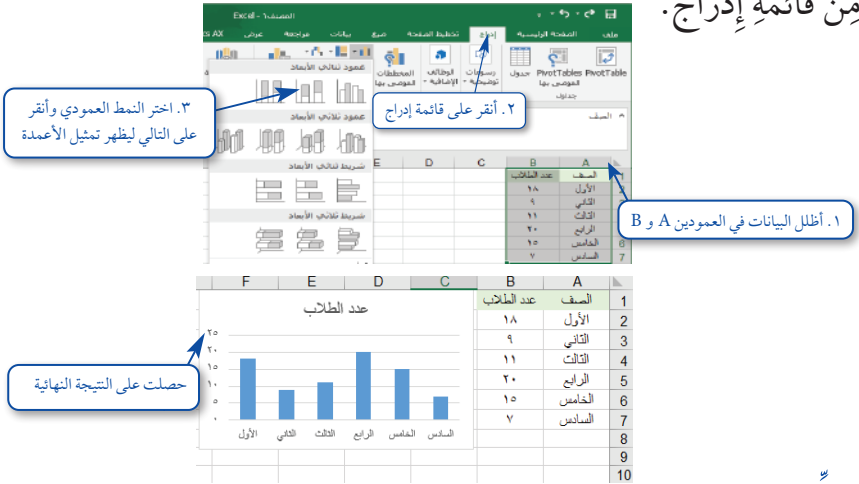 مِنْ قائمةِ إِدراج.
المصنف1 - Excel
ملف الصفحة الرئيسية إدراج تخطيط الصفحة صيغ بيانات مراجعة عرض
PivotTable PivotTables الموصى بها جدول
جداول
رسومات توضيحية
الوظائف الإضافية
المخططات الموصى بها
عمود ثنائي الأبعاد
عمود ثلاثي الأبعاد
شريط ثنائي الأبعاد
شريط ثلاثي الأبعاد
٣. اختر النمط العمودي وأنقر
على التالي ليظهر تمثيل الأعمدة
٢. أنقر على قائمة إدراج
الصف
E D C B A
1 الصف عدد الطلاب
2 الأول ١٨
الثاني ٩
الثالث ١١
الرابع ٢٠
6 الخامس ١٥
7 السادس ٧
١. أظلل البيانات في العمودين A و B
F E D C B A
1 الصف عدد الطلاب
2 الأول ١٨
3 الثاني ٩
4 الثالث ١١
5 الرابع ٢٠
6 الخامس ١٥
7 السادس ٧
8
9
10
عدد الطلاب
٢٥
٢٠
١٥
١٠
٥
٠
الأول الثاني الثالث الرابع الخامس السادس
حصلت على النتيجة النهائية